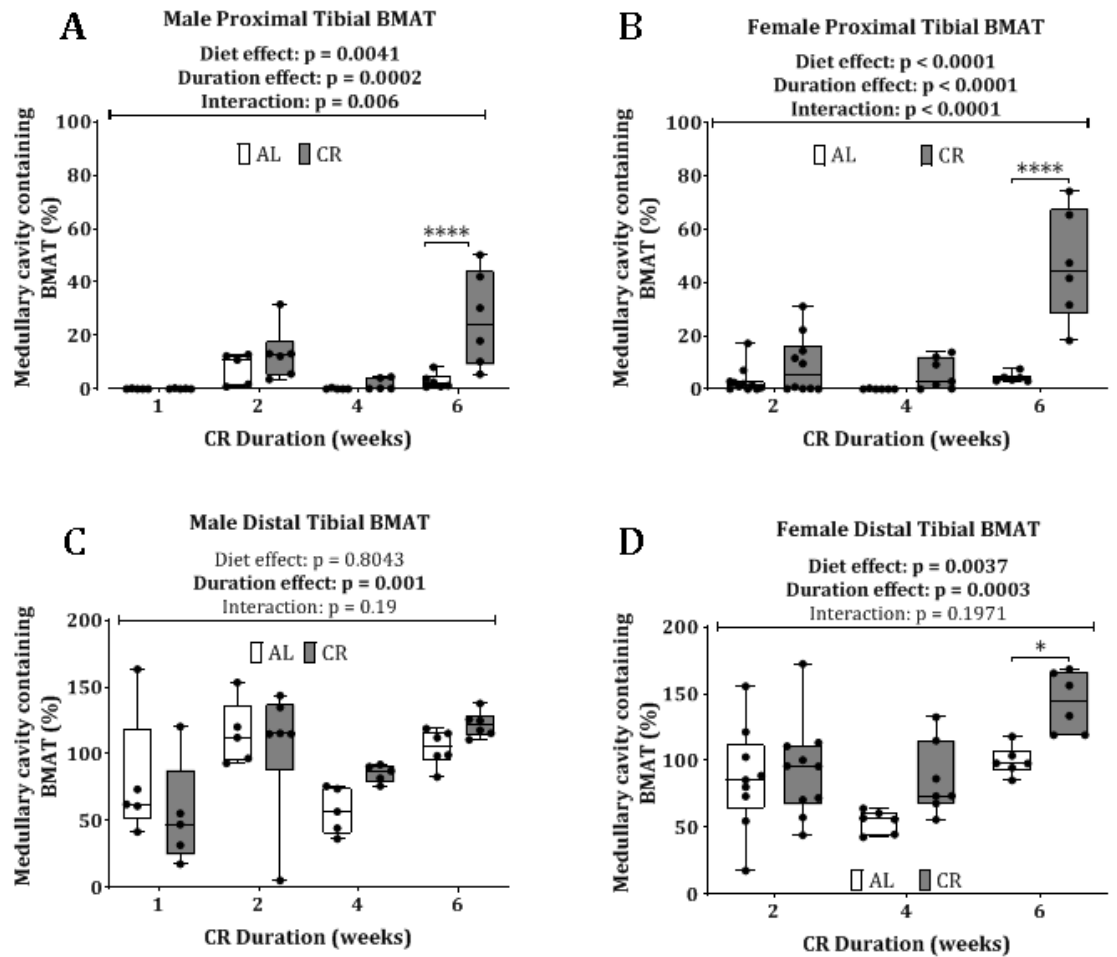 A
Male Proximal Tibial BMAT
Diet effect: p = 0.0041
Duration effect: p = 0.0002
Interaction: p = 0.006
Medullary cavity containing
BMAT (%)
100
80
60
40
20
0
AL CR
****
1 2 4 6
CR Duration (weeks)
B
Female Proximal Tibial BMAT
Diet effect: p < 0.0001
Duration effect: p < 0.0001
Interaction: p < 0.0001
Medullary cavity containing
BMAT (%)
100
80
60
40
20
0
AL CR
****
2 4 6
CR Duration (weeks)
C
Male Distal Tibial BMAT
Diet effect: p = 0.8043
Duration effect: p = 0.001
Interaction: p = 0.19
Medullary cavity containing
BMAT (%)
200
150
100
50
0
AL CR
1 2 4 6
CR Duration (weeks)
D
Female Distal Tibial BMAT
Diet effect: p = 0.0037
Duration effect: p = 0.0003
Interaction: p = 0.1971
Medullary cavity containing
BMAT (%)
200
150
100
50
0
*
AL CR
2 4 6
CR Duration (weeks)